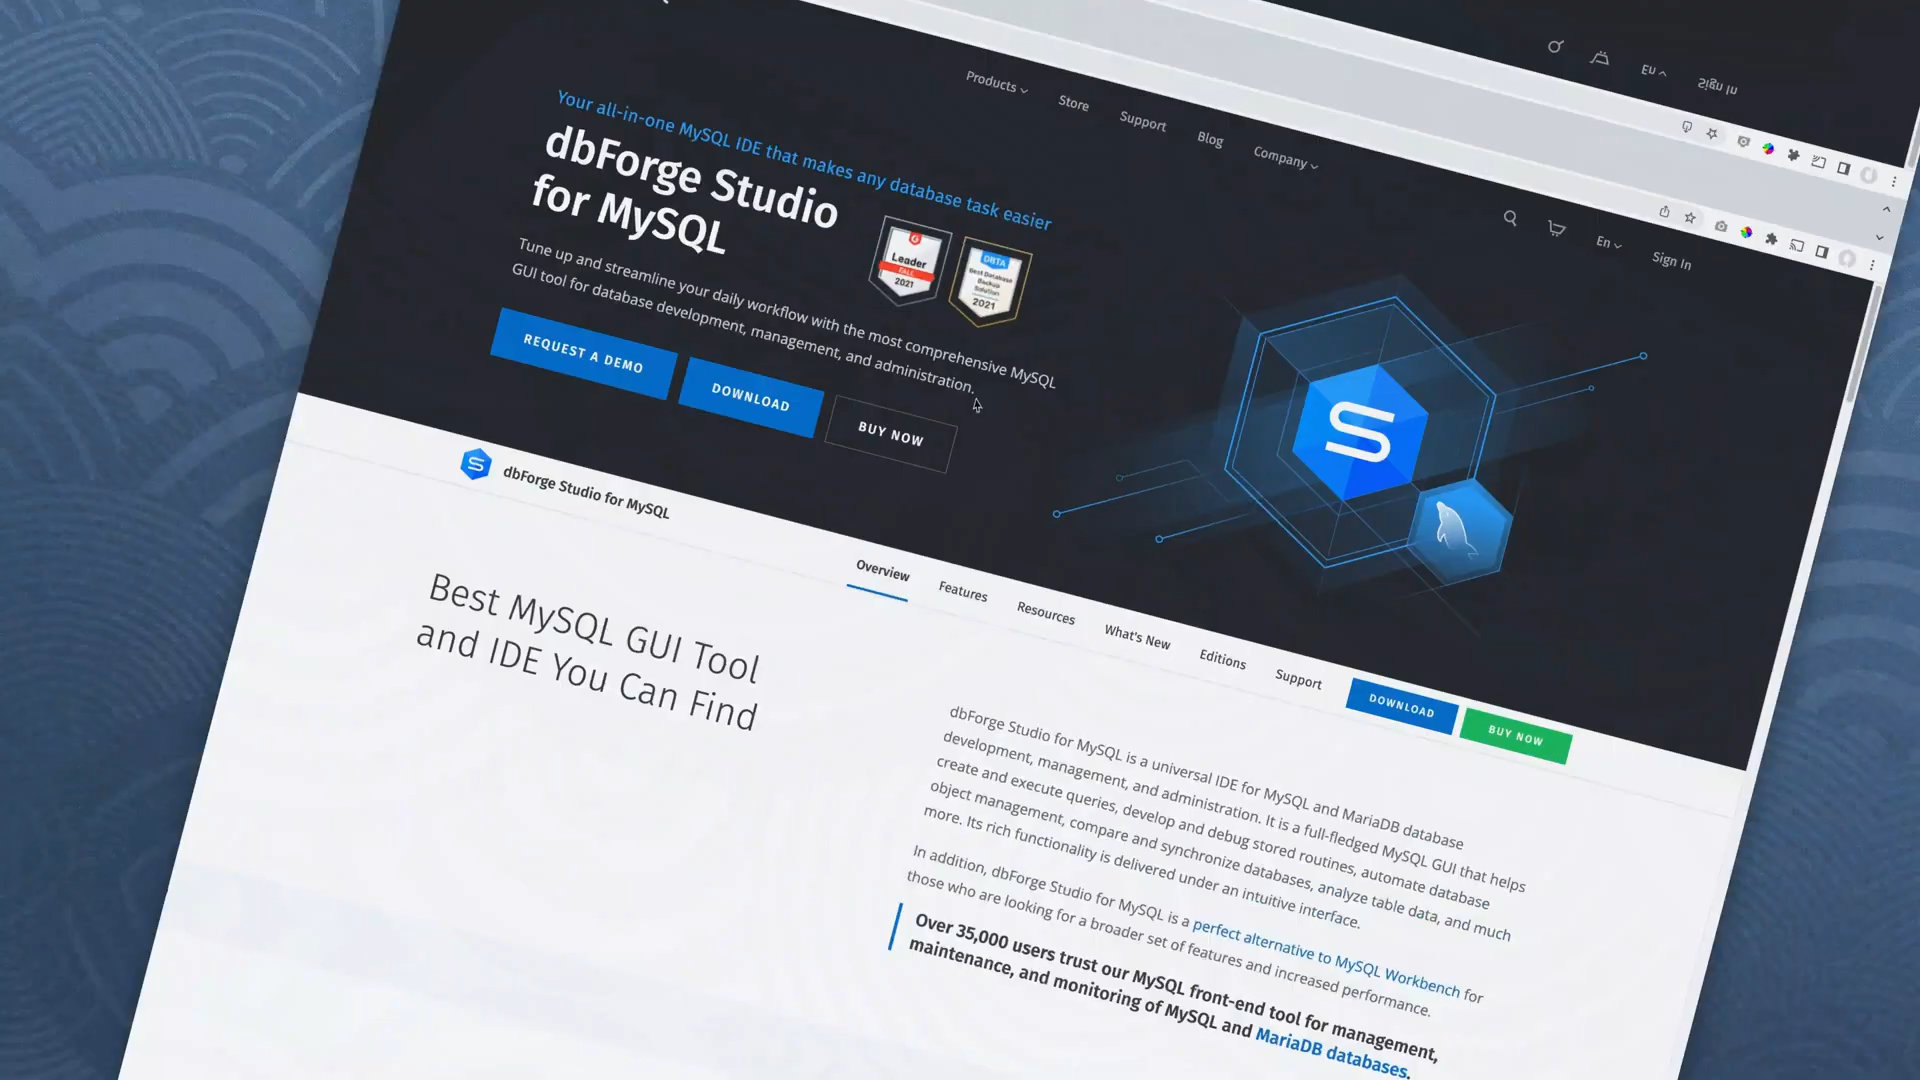 Sign In
En
Products
Store
Support
Blog
Company
En
Sign In
Your all-in-one MySQL IDE that makes any database task easier
dbForge Studio
for MySQL
Leader
FALL
2021
DBTA
Best Database
Backup
Solution
2021
Tune up and streamline your daily workflow with the most comprehensive MySQL
GUI tool for database development, management, and administration.
REQUEST A DEMO
DOWNLOAD
BUY NOW
S
dbForge Studio for MySQL
Overview
Features
Resources
What's New
Editions
Support
DOWNLOAD
BUY NOW
Best MySQL GUI Tool
and IDE You Can Find
dbForge Studio for MySQL is a universal IDE for MySQL and MariaDB database
development, management, and administration. It is a full-fledged MySQL GUI that helps
create and execute queries, develop and debug stored routines, automate database
object management, compare and synchronize databases, analyze table data, and much
more. Its rich functionality is delivered under an intuitive interface.
In addition, dbForge Studio for MySQL is a perfect alternative to MySQL Workbench for
those who are looking for a broader set of features and increased performance.
Over 35,000 users trust our MySQL front-end tool for management,
maintenance, and monitoring of MySQL and MariaDB databases.